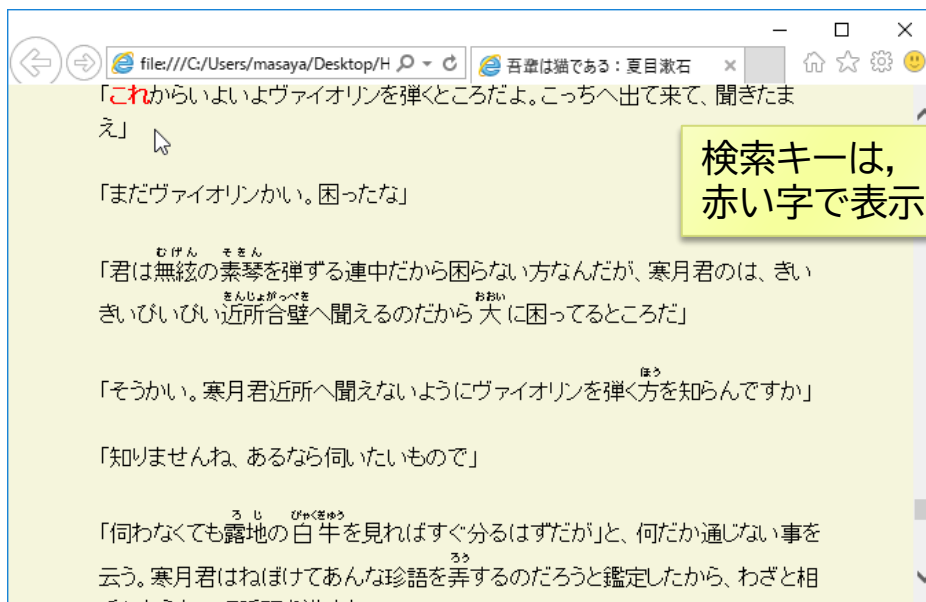 file:///C:/Users/masaya/Desktop/H
吾輩は猫である：夏目漱石
「これからいよいよヴァイオリンを弾くところだよ。こっちへ出て来て、聞きたま
え」
検索キーは，
赤い字で表示
「まだヴァイオリンかい。困ったな」
むげん そきん
「君は無絃の素琴を弾ずる連中だから困らない方なんだが、寒月君のは、きい
きんじょがっぺき おおい
きいぴいぴい近所合壁へ聞えるのだから大に困ってるところだ」
ほう
「そうかい。寒月君近所へ聞えないようにヴァイオリンを弾く方を知らんですか」
「知りませんね、あるなら伺いたいもので」
ろじ びゃくぎゅう
「伺わなくても露地の白牛を見ればすぐ分るはずだが」と、何だか通じない事を
ろう
云う。寒月君はねぼけてあんな珍語を弄するのだろうと鑑定したから、わざと相